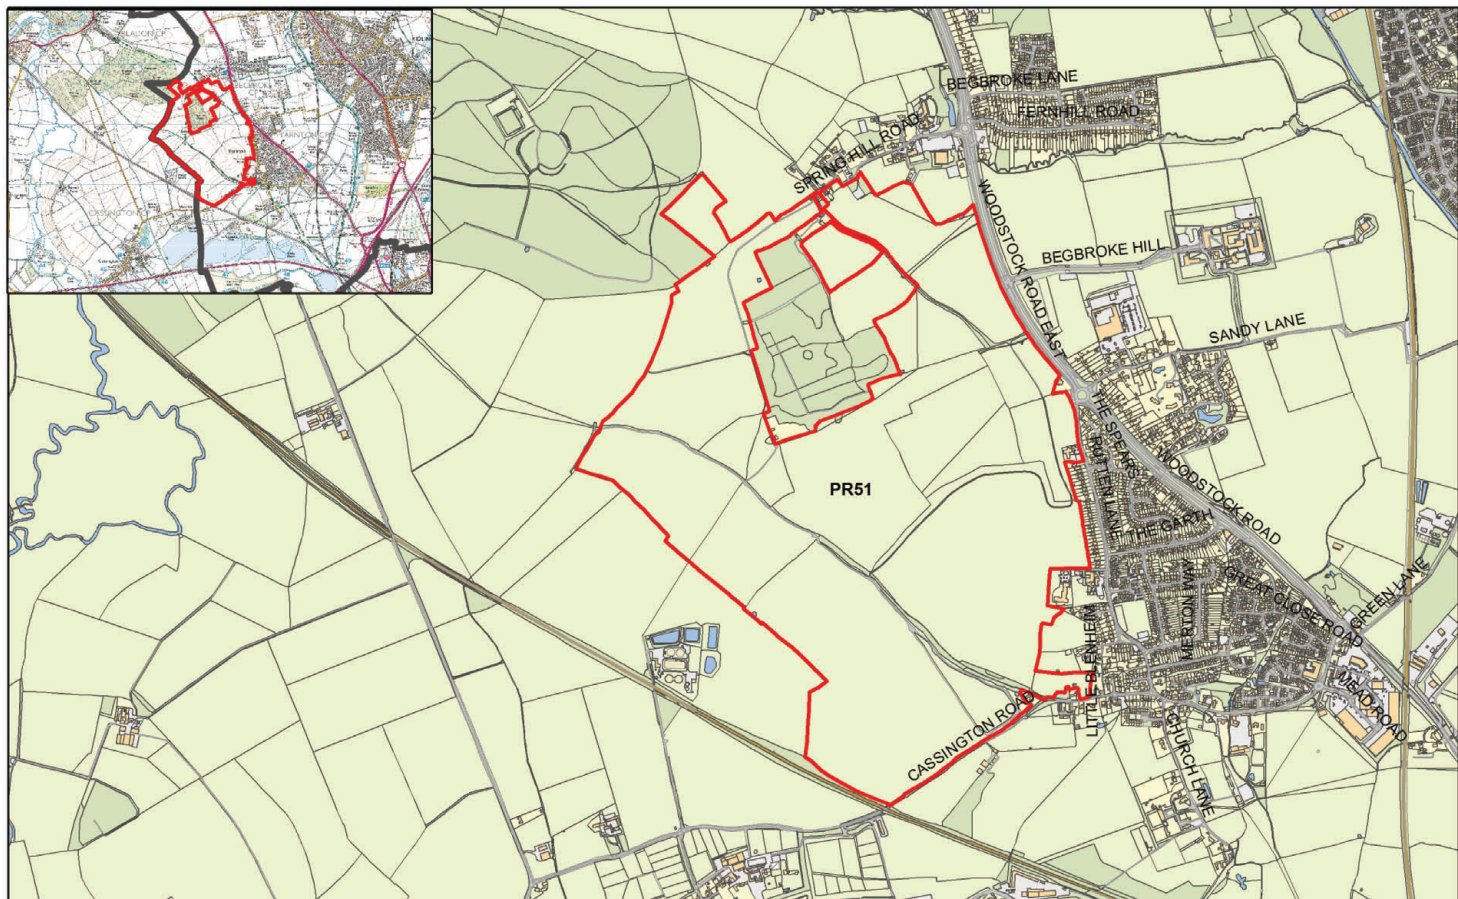 BEGBROKE LANE
FERNHILL ROAD
SPRING HILL ROAD
WOODSTOCK ROAD EAST
BEGBROKE HILL
SANDY LANE
THE SPEARS
RUTTEN LANE
WOODSTOCK ROAD
PR51
THE GARTH
GREAT CLOSE ROAD
GREEN LANE
MERTON WAY
LITTLE BLENHEIM
MEAD ROAD
CASSINGTON ROAD
CHURCH LANE